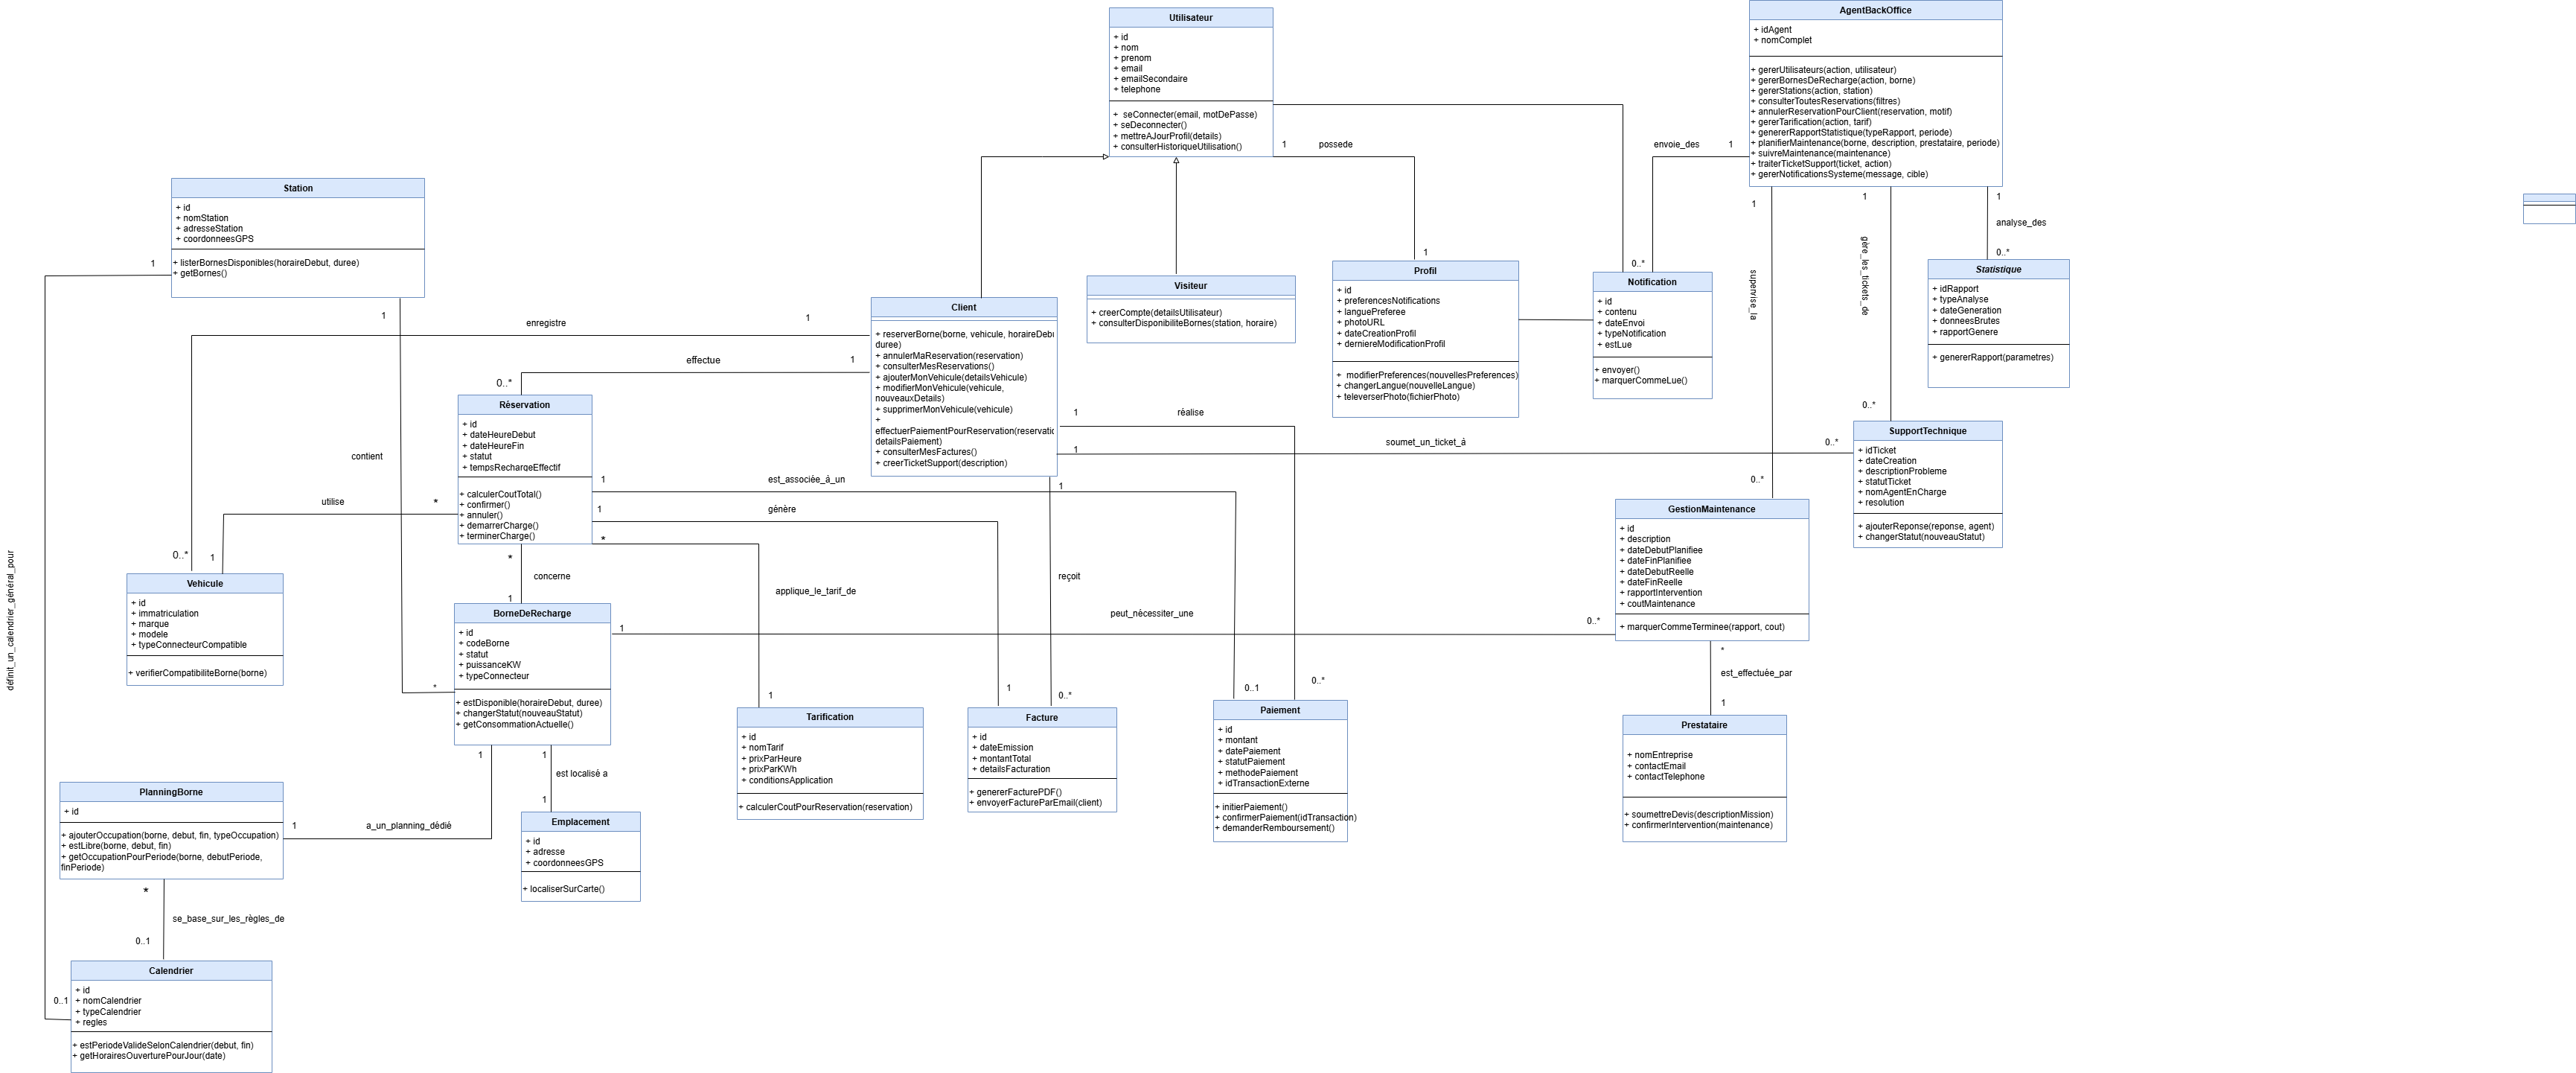 Utilisateur
+ id
+ nom
+ prenom
+ email
+ emailSecondaire
+ telephone
+ seConnecter(email, motDePasse)
+ seDeconnecter()
+ mettreAJourProfil(details)
+ consulterHistoriqueUtilisation()
AgentBackOffice
+ idAgent
+ nomComplet
+ gererUtilisateurs(action, utilisateur)
+ gererBornesDeRecharge(action, borne)
+ gererStations(action, station)
+ consulterToutesReservations(filtres)
+ annulerReservationPourClient(reservation, motif)
+ gererTarification(action, tarif)
+ genererRapportStatistique(typeRapport, periode)
+ planifierMaintenance(borne, description, prestataire, periode)
+ suivreMaintenance(maintenance)
+ traiterTicketSupport(ticket, action)
+ gererNotificationsSysteme(message, cible)
1
possede
1
envoie_des
1
0..*
1
supervise_la
0..*
1
gère_les_tickets_de
0..*
1
analyse_des
0..*
Station
+ id
+ nomStation
+ adresseStation
+ coordonneesGPS
+ listerBornesDisponibles(horaireDebut, duree)
+ getBornes()
1
définit_un_calendrier_général_pour
0..1
1
contient
*
Client
+ reserverBorne(borne, vehicule, horaireDebu
duree)
+ annulerMaReservation(reservation)
+ consulterMesReservations()
+ ajouterMonVehicule(detailsVehicule)
+ modifierMonVehicule(vehicule,
nouveauxDetails)
+ supprimerMonVehicule(vehicule)
+
effectuerPaiementPourReservation(reservatio
detailsPaiement)
+ consulterMesFactures()
+ creerTicketSupport(description)
Visiteur
+ creerCompte(detailsUtilisateur)
+ consulterDisponibiliteBornes(station, horaire)
Profil
+ id
+ preferencesNotifications
+ languePreferee
+ photoURL
+ dateCreationProfil
+ derniereModificationProfil
+ modifierPreferences(nouvellesPreferences)
+ changerLangue(nouvelleLangue)
+ televerserPhoto(fichierPhoto)
Notification
+ id
+ contenu
+ dateEnvoi
+ typeNotification
+ estLue
+ envoyer()
+ marquerCommeLue()
Statistique
+ idRapport
+ typeAnalyse
+ dateGeneration
+ donneesBrutes
+ rapportGenere
+ genererRapport(parametres)
enregistre
1
0..*
effectue
1
0..*
réalise
1
0..*
soumet_un_ticket_à
1
0..*
1
reçoit
0..*
Réservation
+ id
+ dateHeureDebut
+ dateHeureFin
+ statut
+ tempsRechargeEffectif
+ calculerCoutTotal()
+ confirmer()
+ annuler()
+ demarrerCharge()
+ terminerCharge()
utilise
*
1
1
est_associée_à_un
0..1
1
génère
1
*
applique_le_tarif_de
1
*
concerne
1
SupportTechnique
+ idTicket
+ dateCreation
+ descriptionProbleme
+ statutTicket
+ nomAgentEnCharge
+ resolution
+ ajouterReponse(reponse, agent)
+ changerStatut(nouveauStatut)
GestionMaintenance
+ id
+ description
+ dateDebutPlanifiee
+ dateFinPlanifiee
+ dateDebutReelle
+ dateFinReelle
+ rapportIntervention
+ coutMaintenance
+ marquerCommeTerminee(rapport, cout)
Vehicule
+ id
+ immatriculation
+ marque
+ modele
+ typeConnecteurCompatible
+ verifierCompatibiliteBorne(borne)
BorneDeRecharge
+ id
+ codeBorne
+ statut
+ puissanceKW
+ typeConnecteur
+ estDisponible(horaireDebut, duree)
+ changerStatut(nouveauStatut)
+ getConsommationActuelle()
1
peut_nécessiter_une
0..*
*
est_effectuée_par
1
Tarification
+ id
+ nomTarif
+ prixParHeure
+ prixParKWh
+ conditionsApplication
+ calculerCoutPourReservation(reservation)
Facture
+ id
+ dateEmission
+ montantTotal
+ detailsFacturation
+ genererFacturePDF()
+ envoyerFactureParEmail(client)
Paiement
+ id
+ montant
+ datePaiement
+ statutPaiement
+ methodePaiement
+ idTransactionExterne
+ initierPaiement()
+ confirmerPaiement(idTransaction)
+ demanderRemboursement()
Prestataire
+ nomEntreprise
+ contactEmail
+ contactTelephone
+ soumettreDevis(descriptionMission)
+ confirmerIntervention(maintenance)
1
a_un_planning_dédié
1
1
est localisé a
1
PlanningBorne
+ id
+ ajouterOccupation(borne, debut, fin, typeOccupation)
+ estLibre(borne, debut, fin)
+ getOccupationPourPeriode(borne, debutPeriode,
finPeriode)
Emplacement
+ id
+ adresse
+ coordonneesGPS
+ localiserSurCarte()
*
se_base_sur_les_règles_de
0..1
Calendrier
+ id
+ nomCalendrier
+ typeCalendrier
+ regles
+ estPeriodeValideSelonCalendrier(debut, fin)
+ getHorairesOuverturePourJour(date)